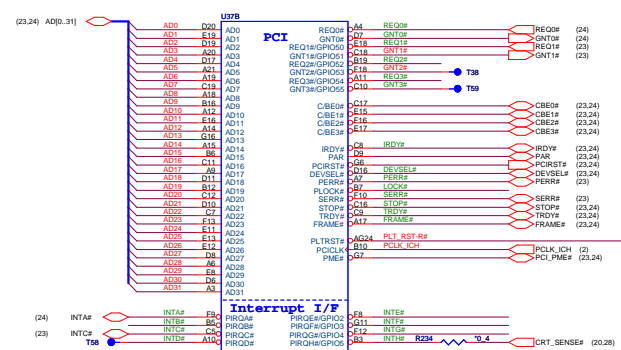 U37B
(23,24) AD[0..31]
PCI
AD0 D20 AD0 REQ0# A4 REQ0# REQ0# (24)
AD1 E19 AD1 GNT0# D7 GNT0# GNT0# (24)
AD2 D19 AD2 REQ1#/GPIO50 E18 REQ1# REQ1# (23)
AD3 A20 AD3 GNT1#/GPIO51 C18 GNT1# GNT1# (23)
AD4 D17 AD4 REQ2#/GPIO52 B19 REQ2#
AD5 A21 AD5 GNT2#/GPIO53 F18 GNT2# T38
AD6 A19 AD6 REQ3#/GPIO54 A11 REQ3#
AD7 C19 AD7 GNT3#/GPIO55 C10 GNT3# T59
AD8 A18 AD8
AD9 B16 AD9 C/BE0# C17 CBE0# (23,24)
AD10 A12 AD10 C/BE1# E15 CBE1# (23,24)
AD11 E16 AD11 C/BE2# F16 CBE2# (23,24)
AD12 A14 AD12 C/BE3# E17 CBE3# (23,24)
AD13 G16 AD13
AD14 A15 AD14 IRDY# C8 IRDY# IRDY# (23,24)
AD15 B6 AD15 PAR D9 PAR (23,24)
AD16 C11 AD16 PCIRST# G6 PCIRST# (23,24)
AD17 A9 AD17 DEVSEL# D16 DEVSEL# DEVSEL# (23,24)
AD18 D11 AD18 PERR# A7 PERR# PERR# (23)
AD19 B12 AD19 PLOCK# B7 LOCK#
AD20 C12 AD20 SERR# F10 SERR# SERR# (23)
AD21 D10 AD21 STOP# C16 STOP# STOP# (23,24)
AD22 C7 AD22 TRDY# C9 TRDY# TRDY# (23,24)
AD23 F13 AD23 FRAME# A17 FRAME# FRAME# (23,24)
AD24 E11 AD24
AD25 E13 AD25 PLTRST# AG24 PLT_RST-R#
AD26 E12 AD26 PCICLK B10 PCLK_ICH PCLK_ICH (2)
AD27 D8 AD27 PME# G7 PCI_PME# (23,24)
AD28 A6 AD28
AD29 E8 AD29
AD30 D6 AD30
AD31 A3 AD31
Interrupt I/F
(24) INTA# INTA# F9 PIRQA# PIRQE#/GPIO2 F8 INTE#
INTB# B5 PIRQB# PIRQF#/GPIO3 G11 INTF#
(23) INTC# INTC# C5 PIRQC# PIRQG#/GPIO4 F12 INTG#
T58 INTD# A10 PIRQD# PIRQH#/GPIO5 B3 INTH# R234 *0_4 CRT_SENSE# (20,28)